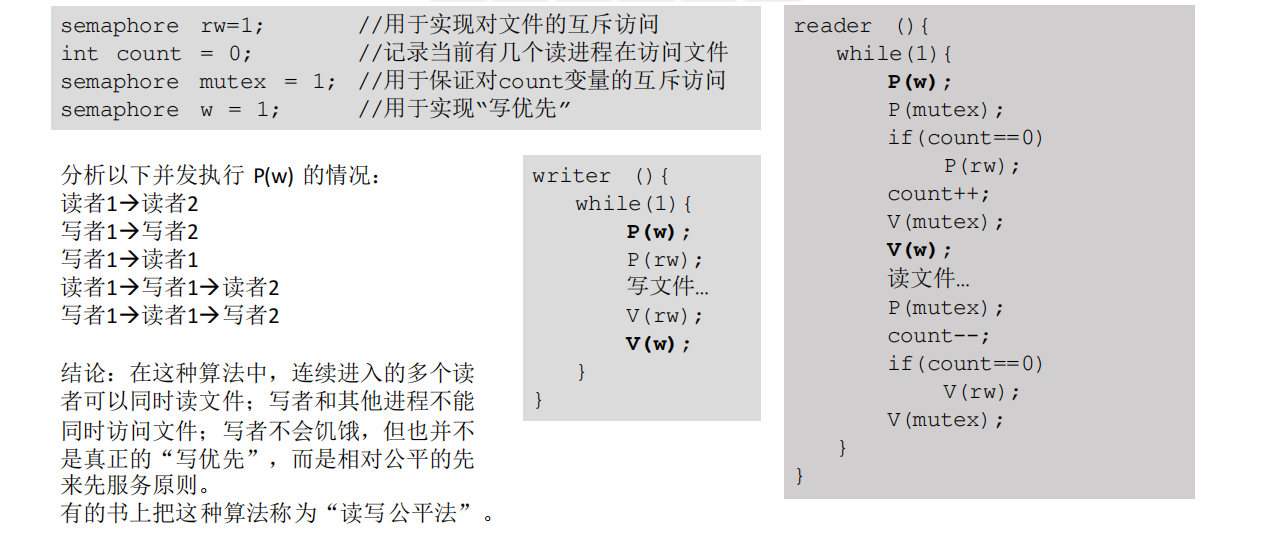 semaphore rw=1; //用于实现对文件的互斥访问
int count = 0; //记录当前有几个读进程在访问文件
semaphore mutex = 1; //用于保证对count变量的互斥访问
semaphore w = 1; //用于实现“写优先”
分析以下并发执行 P(w) 的情况：
读者1→读者2
写者1→写者2
写者1→读者1
读者1→写者1→读者2
写者1→读者1→写者2
结论：在这种算法中，连续进入的多个读
者可以同时读文件；写者和其他进程不能
同时访问文件；写者不会饥饿，但也并不
是真正的“写优先”，而是相对公平的先
来先服务原则。
有的书上把这种算法称为“读写公平法”。
writer (){
while(1){
P(w);
P(rw);
写文件…
V(rw);
V(w);
}
}
reader (){
while(1){
P(w);
P(mutex);
if(count==0)
P(rw);
count++;
V(mutex);
V(w);
读文件…
P(mutex);
count--;
if(count==0)
V(rw);
V(mutex);
}
}